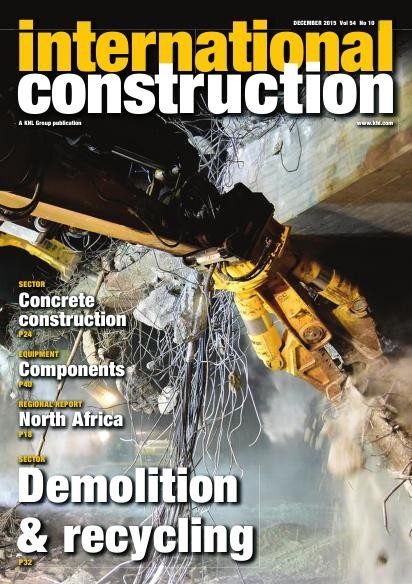 DECEMBER 2015 Vol 54 No 10
international
construction
A KHL Group publication
www.khl.com
SECTOR
Concrete
construction
P24
EQUIPMENT
Components
P40
REGIONAL REPORT
North Africa
P18
SECTOR
Demolition
& recycling
P32